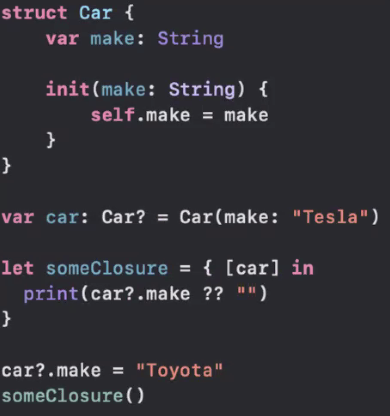 struct Car {
    var make: String

    init(make: String) {
        self.make = make
    }
}

var car: Car? = Car(make: "Tesla")

let someClosure = { [car] in
  print(car?.make ?? "")
}

car?.make = "Toyota"
someClosure()